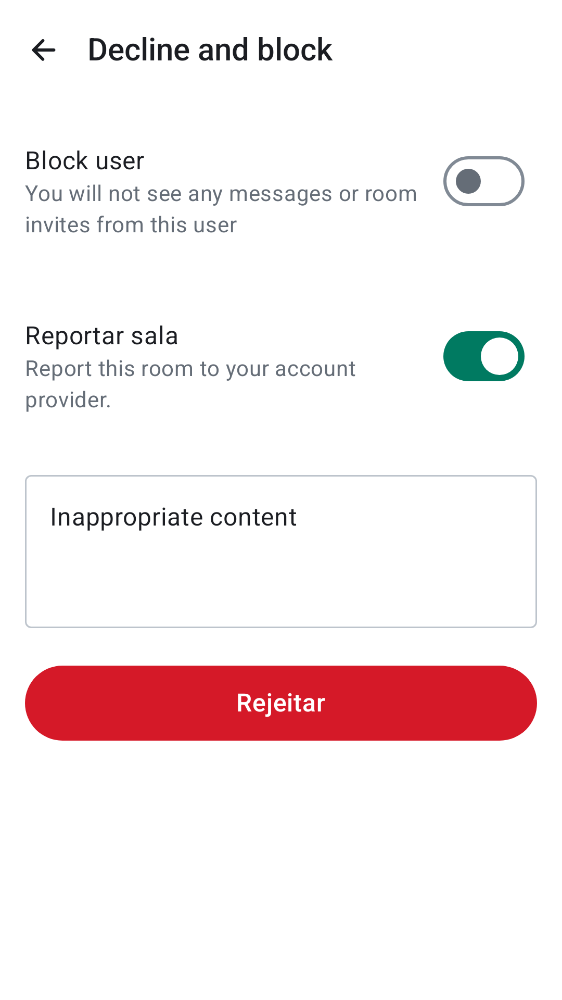 Decline and block
Block user
You will not see any messages or room
invites from this user
Reportar sala
Report this room to your account
provider.
Inappropriate content
Rejeitar